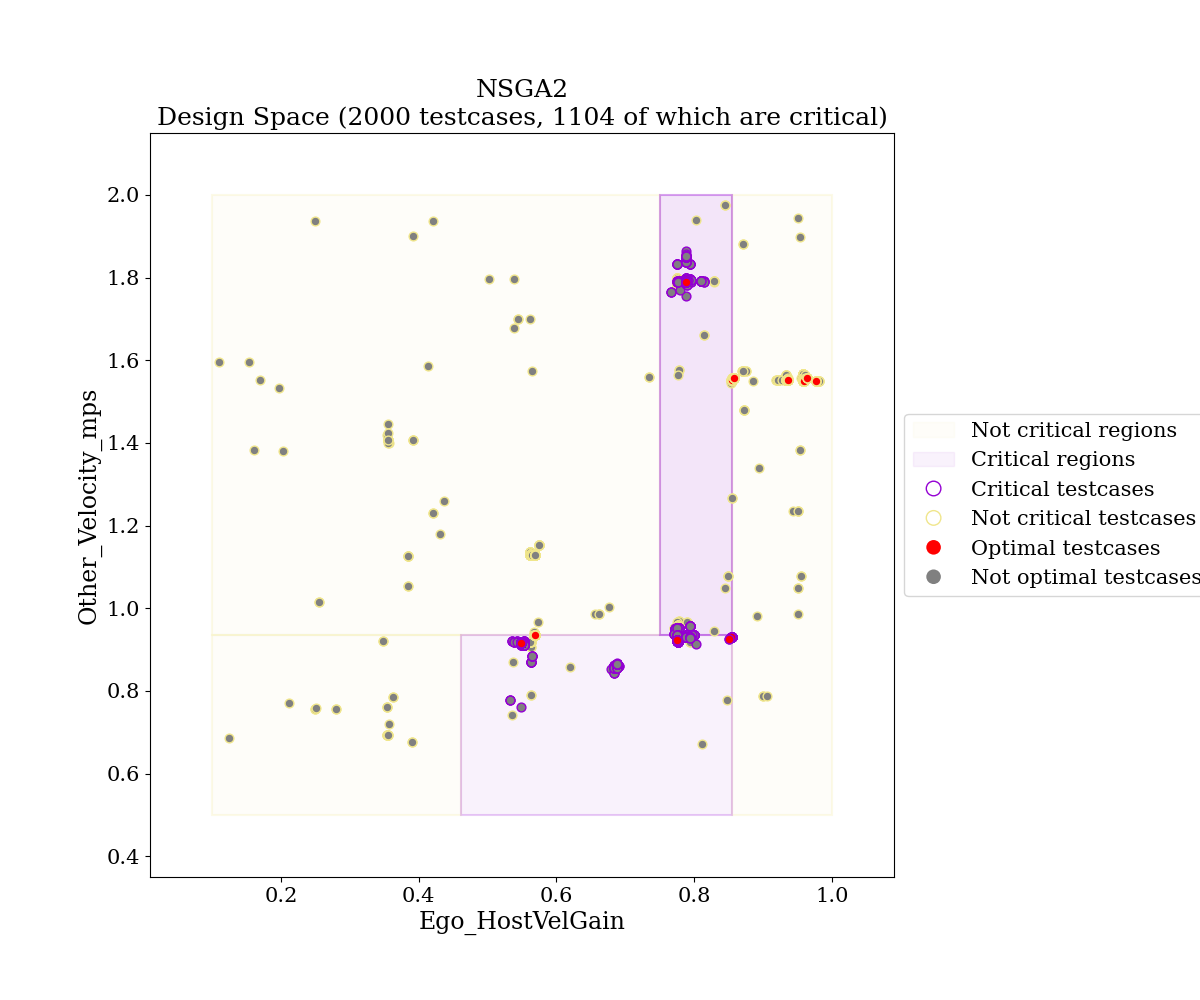 NSGA2
Design Space (2000 testcases, 1104 of which are critical)
2.0
1.8
1.6
1.4
1.2
1.0
0.8
0.6
0.4
Other_Velocity_mps
0.2
0.4
0.6
0.8
1.0
Ego_HostVelGain
Not critical regions
Critical regions
Critical testcases
Not critical testcases
Optimal testcases
Not optimal testcases